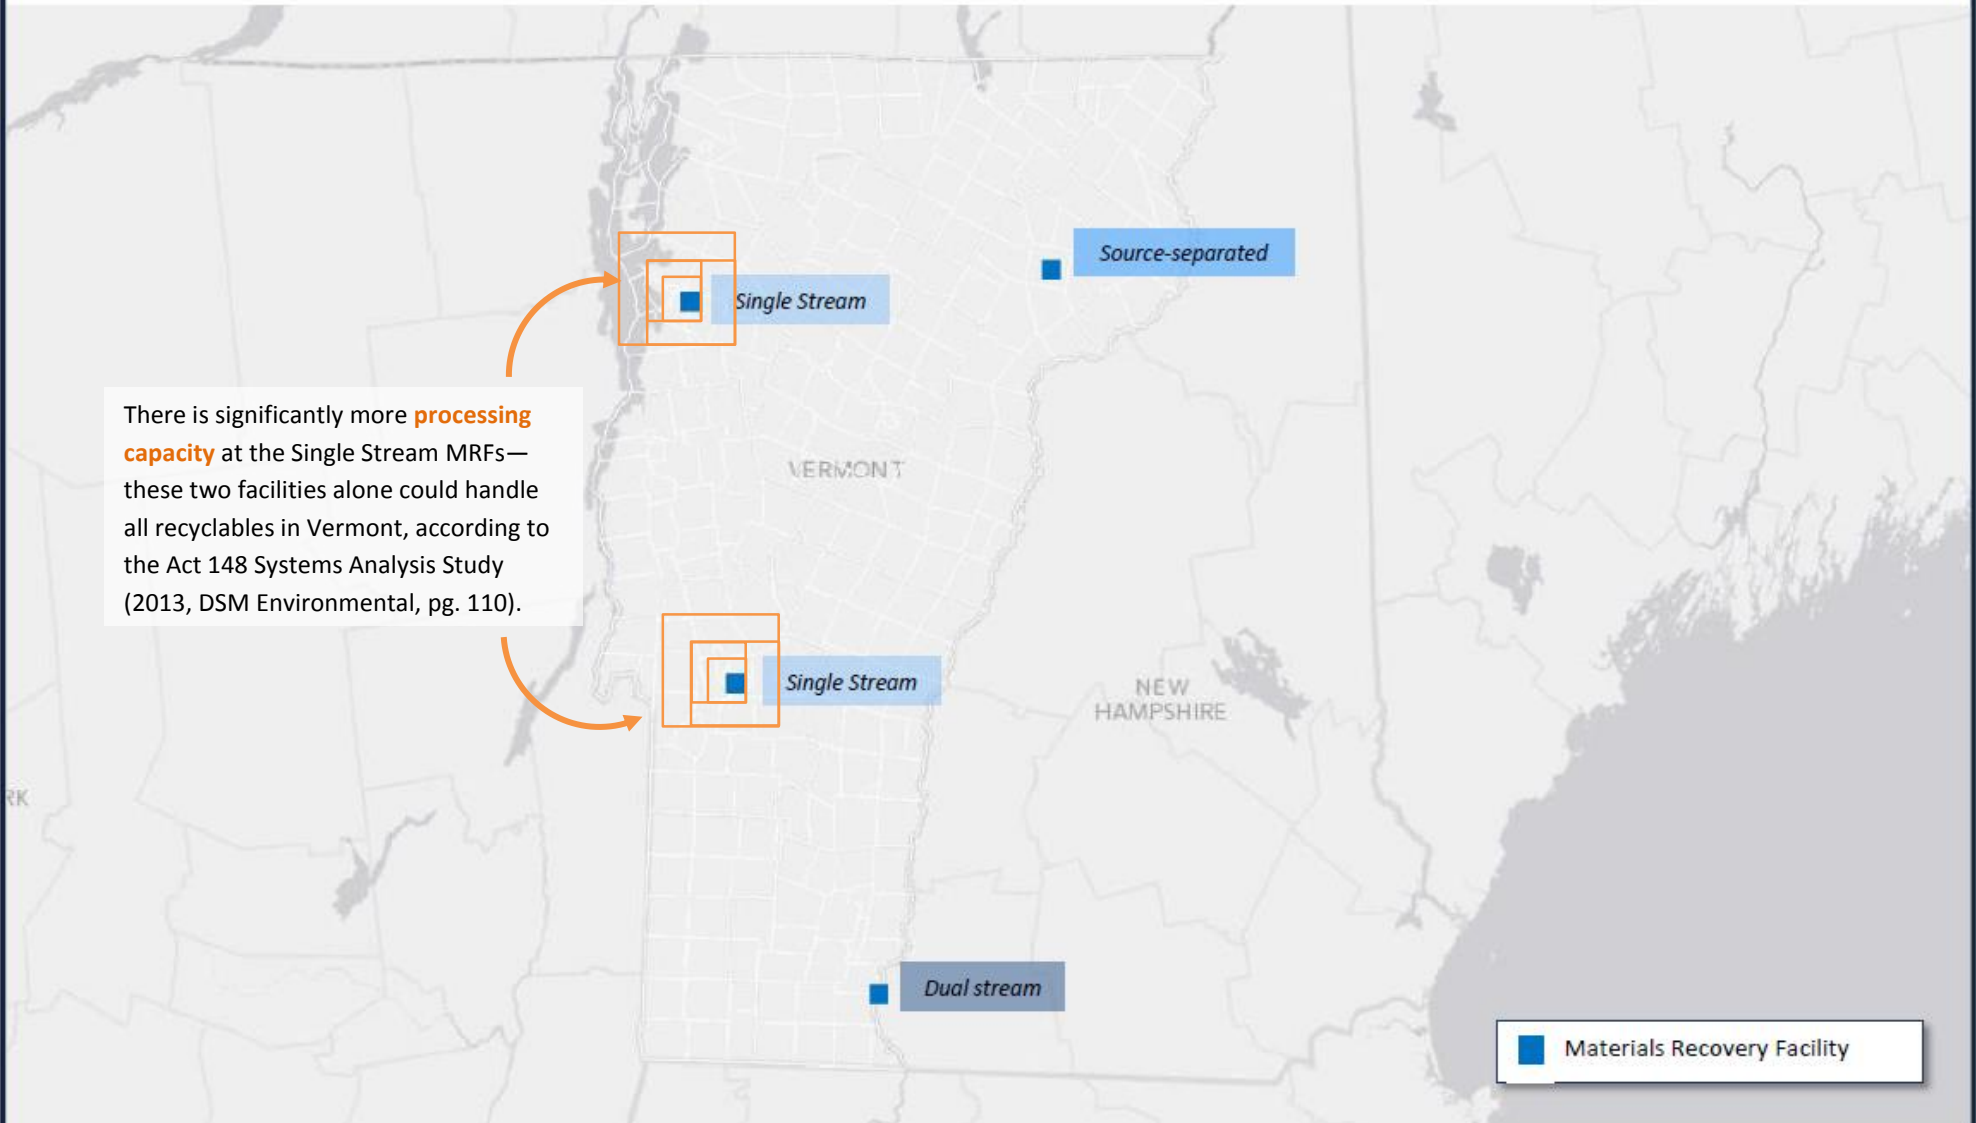 Source-separated
Single Stream
There is significantly more processing
capacity at the Single Stream MRFs—
these two facilities alone could handle
all recyclables in Vermont, according to
the Act 148 Systems Analysis Study
(2013, DSM Environmental, pg. 110).
VERMONT
Single Stream
NEW
HAMPSHIRE
RK
Dual stream
Materials Recovery Facility